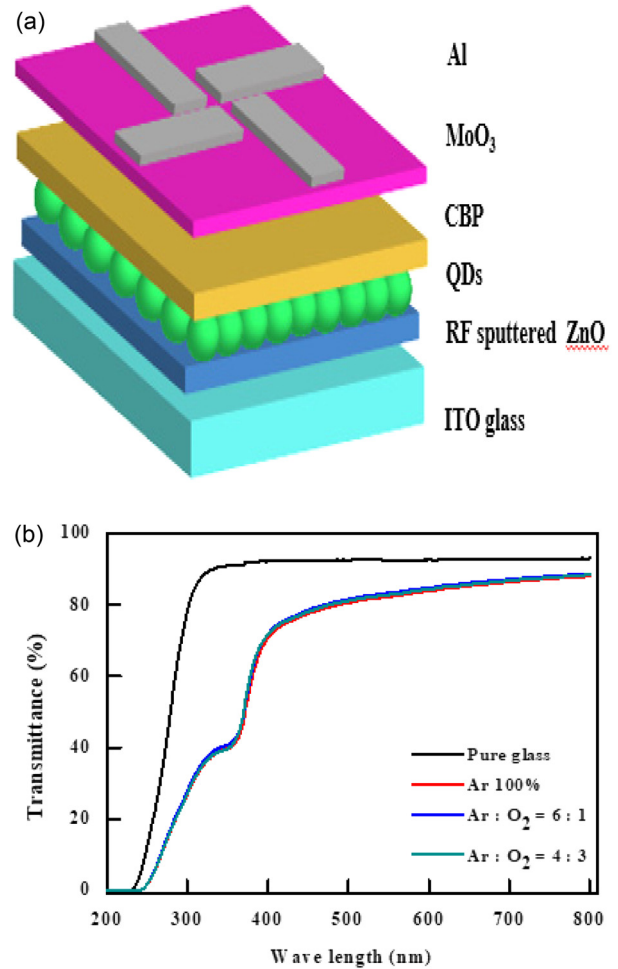 (a)
Al
MoO₃
CBP
QDs
RF sputtered ZnO
ITO glass
(b)
100
80
60
40
20
0
Transmittance (%)
Pure glass
Ar 100%
Ar : O₂ = 6 : 1
Ar : O₂ = 4 : 3
200 300 400 500 600 700 800
Wave length (nm)